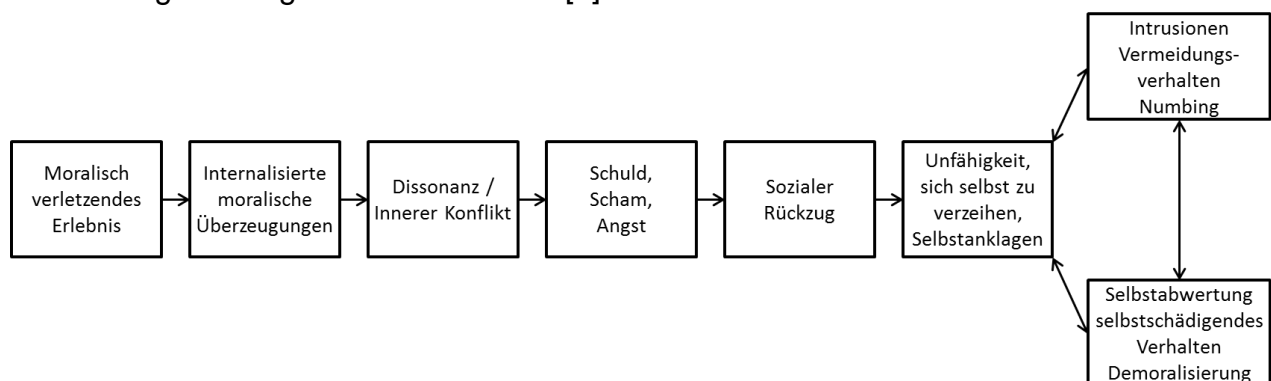 Intrusionen
Vermeidungs-
verhalten
Numbing
Moralisch
verletzendes
Erlebnis
Internalisierte
moralische
Überzeugungen
Dissonanz /
Innerer Konflikt
Schuld,
Scham,
Angst
Sozialer
Rückzug
Unfähigkeit,
sich selbst zu
verzeihen,
Selbstanklagen
Selbstabwertung
selbstschädigendes
Verhalten
Demoralisierung